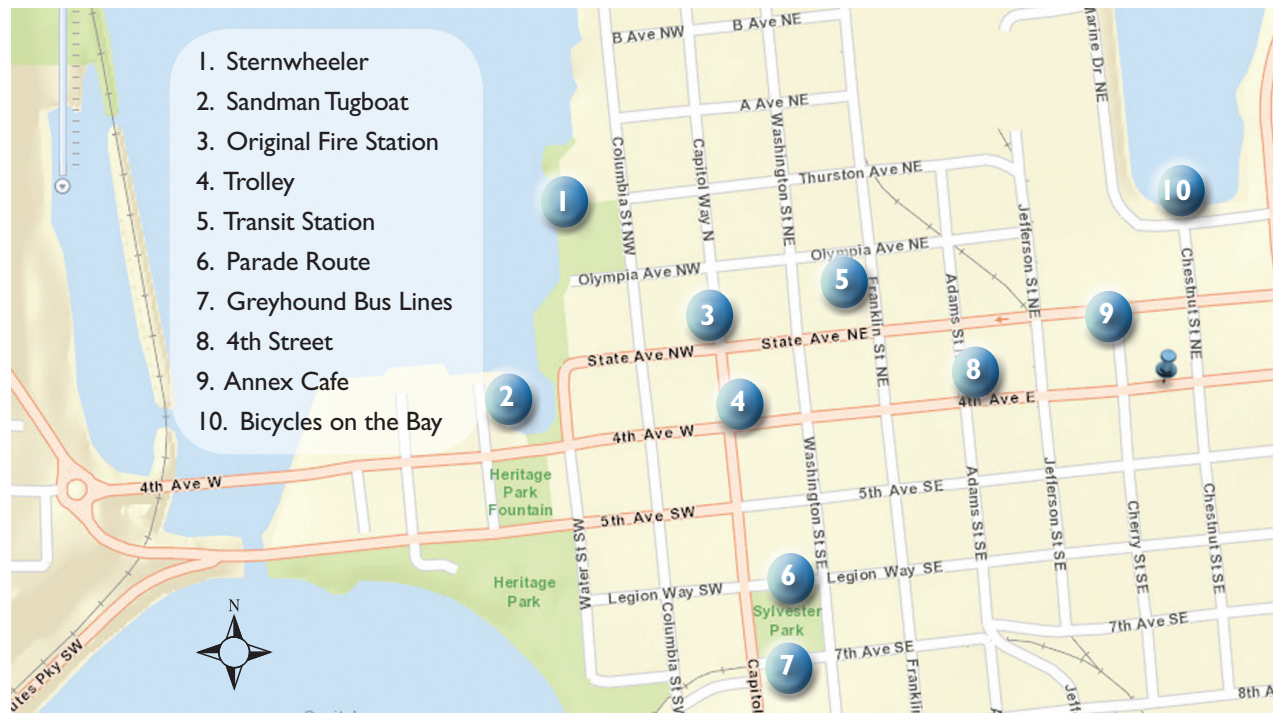 1. Sternwheeler
2. Sandman Tugboat
3. Original Fire Station
4. Trolley
5. Transit Station
6. Parade Route
7. Greyhound Bus Lines
8. 4th Street
9. Annex Cafe
10. Bicycles on the Bay
B Ave NW
B Ave NE
A Ave NE
Marine Dr NE
Columbia St NW
Capitol Way N
Washington St NE
Thurston Ave NE
1
10
Jefferson St NE
Olympia Ave NW
Olympia Ave NE
5
Franklin St NE
Adams St N
Chestnut St NE
3
9
State Ave NW
State Ave NE
2
4
8
4th Ave E
4th Ave W
4th Ave W
Heritage
Park
Fountain
5th Ave SW
5th Ave SE
Washington St SE
Adams St SE
Jefferson St SE
Cherry St SE
Chestnut St SE
Water St SW
Heritage
Park
Legion Way SW
6
Legion Way SE
Sylvester
Park
Columbia St SW
7th Ave SE
7th Ave SE
7
N
utes Pky SW
Capitol
Franklin
Jeff
8th A